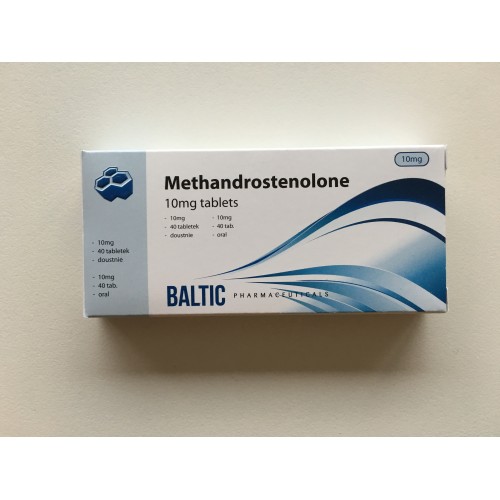 10mg
Methandrostenolone
10mg tablets
- 10mg
- 40 tabletek
- doustnie
- 10mg
- 40 tab.
- oral
- 10mg
- 40 tabletek
- doustnie
- 10mg
- 40 tab.
- oral
BALTIC PHARMACEUTICALS